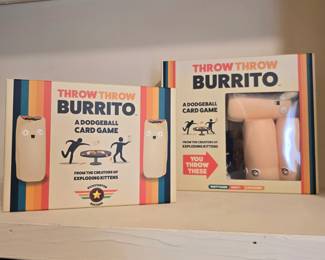 THROW THROW
BURRITO
A DODGEBALL
CARD GAME
FROM THE CREATORS OF
EXPLODING KITTENS
THROW THROW
BURRITO
A DODGEBALL
CARD GAME
FROM THE
CREATORS OF
EXPLODING
KITTENS
YOU
THROW
THESE